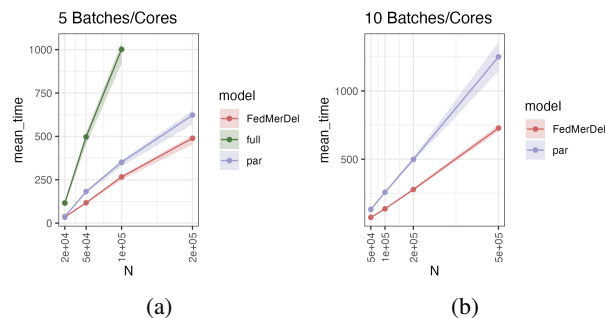 5 Batches/Cores
mean_time
1000
750
500
250
0
2e+04
5e+04
1e+05
2e+05
N
model
FedMerDel
full
par
(a)
10 Batches/Cores
mean_time
1000
500
5e+04
1e+05
2e+05
5e+05
N
model
FedMerDel
par
(b)